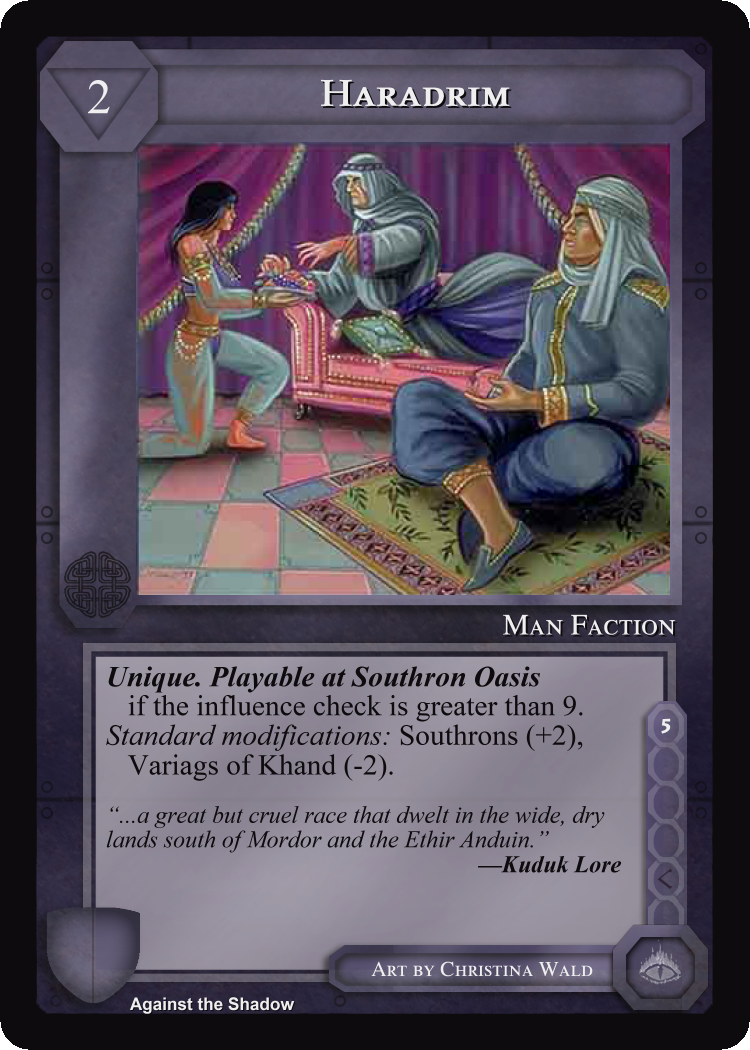 2
HARADRIM
MAN FACTION
Unique. Playable at Southron Oasis
if the influence check is greater than 9.
Standard modifications: Southrons (+2),
Variags of Khand (-2).
5
“...a great but cruel race that dwelt in the wide, dry
lands south of Mordor and the Ethir Anduin.”
—Kuduk Lore
ART BY CHRISTINA WALD
Against the Shadow